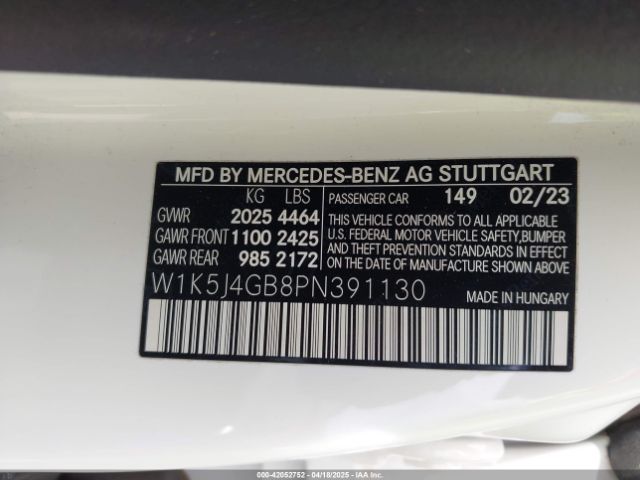 MFD BY MERCEDES-BENZ AG STUTTGART
KG LBS PASSENGER CAR 149 02/23
GVWR 2025 4464 THIS VEHICLE CONFORMS TO ALL APPLICABLE
GAWR FRONT 1100 2425 U.S. FEDERAL MOTOR VEHICLE SAFETY,BUMPER
GAWR REAR 985 2172 AND THEFT PREVENTION STANDARDS IN EFFECT
ON THE DATE OF MANUFACTURE SHOWN ABOVE.
W1K5J4GB8PN391130 MADE IN HUNGARY
000-42052752 - 04/18/2025 - IAAI.COM